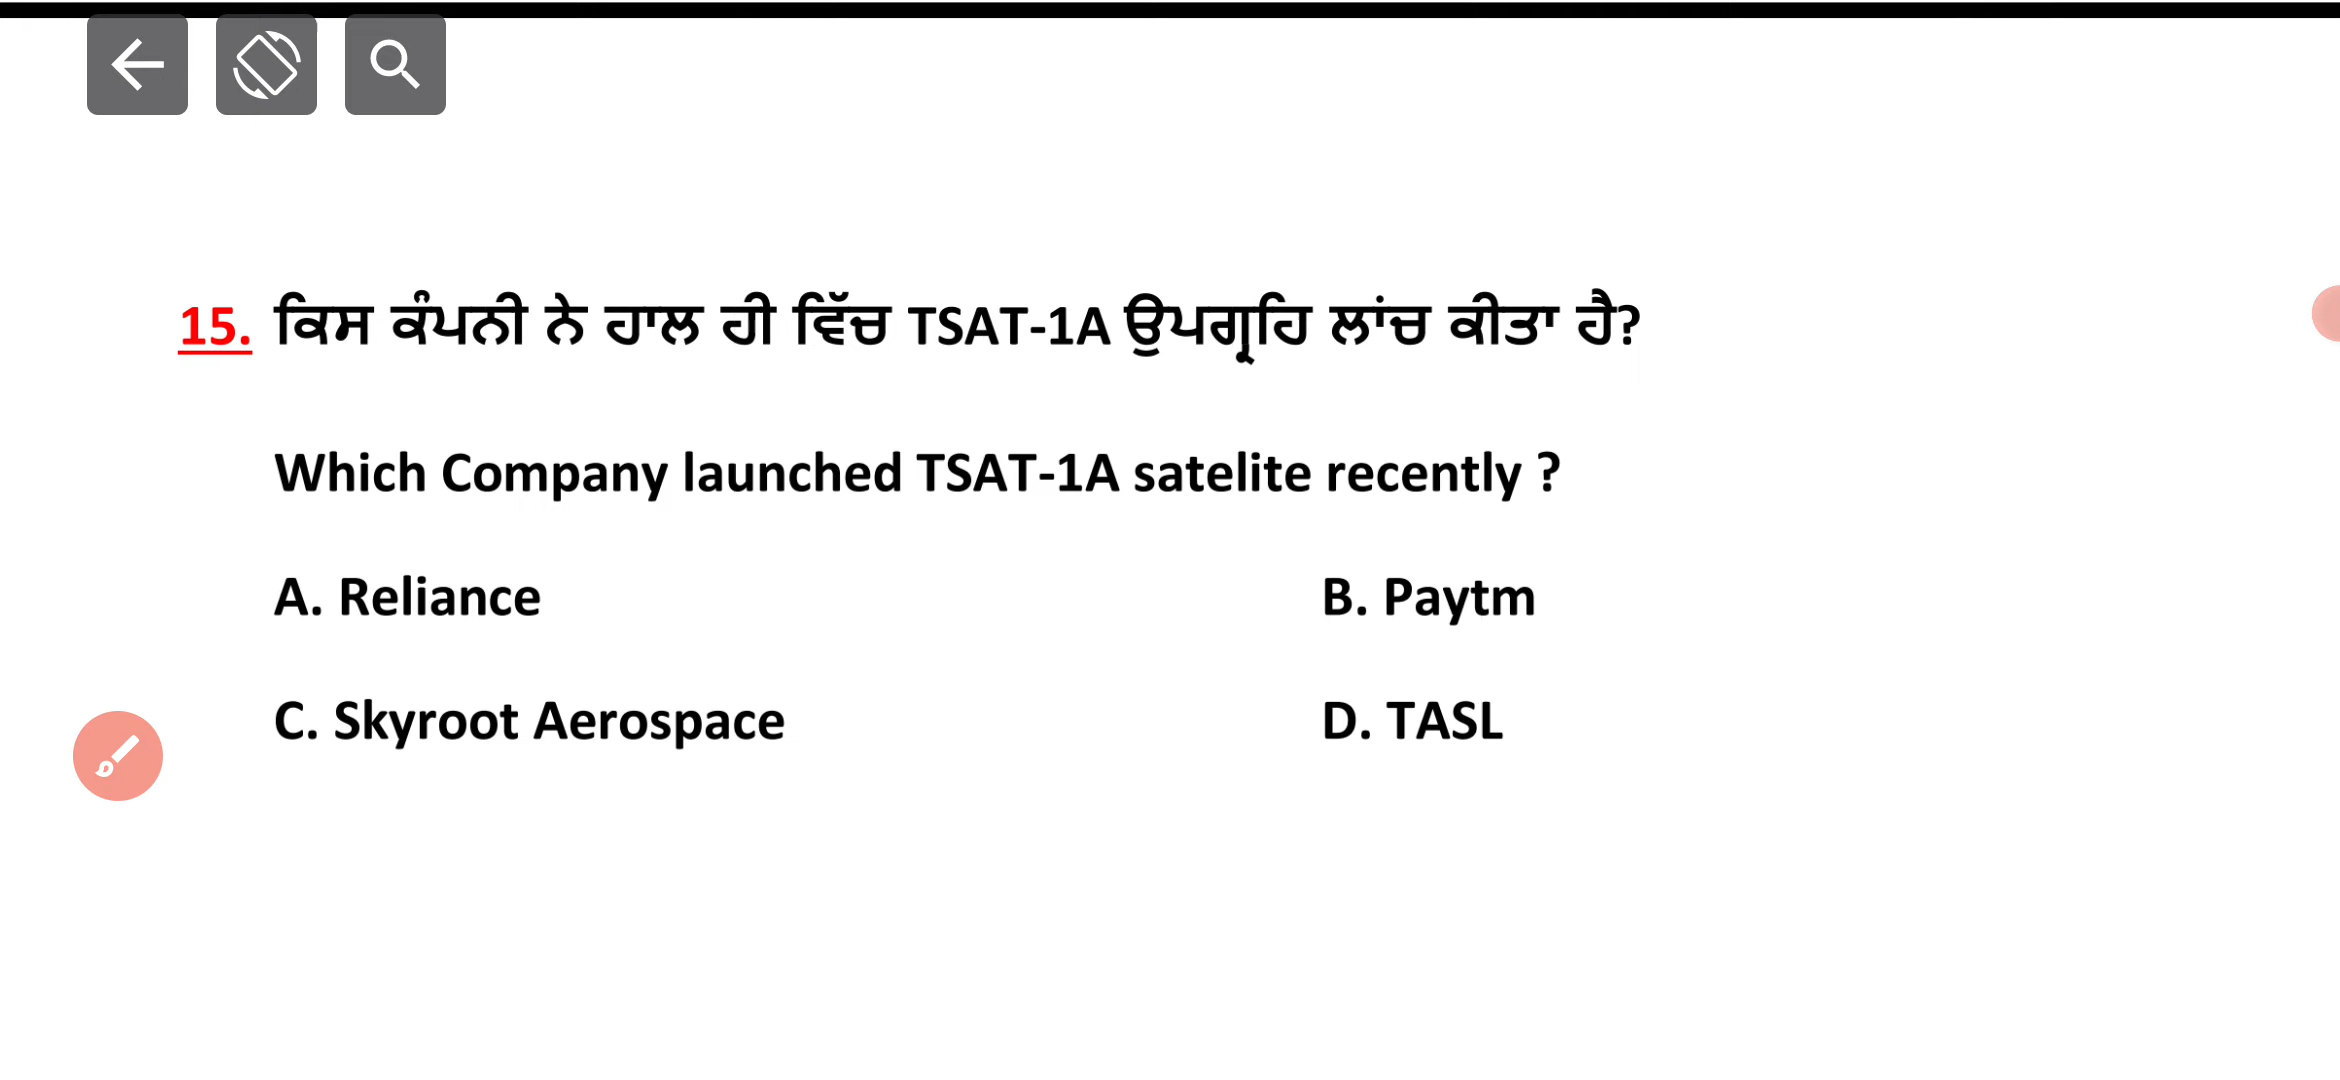 15. ਕਿਸ ਕੰਪਨੀ ਨੇ ਹਾਲ ਹੀ ਵਿੱਚ TSAT-1A ਉਪਗ੍ਰਹਿ ਲਾਂਚ ਕੀਤਾ ਹੈ?
Which Company launched TSAT-1A satelite recently ?
A. Reliance B. Paytm
C. Skyroot Aerospace D. TASL